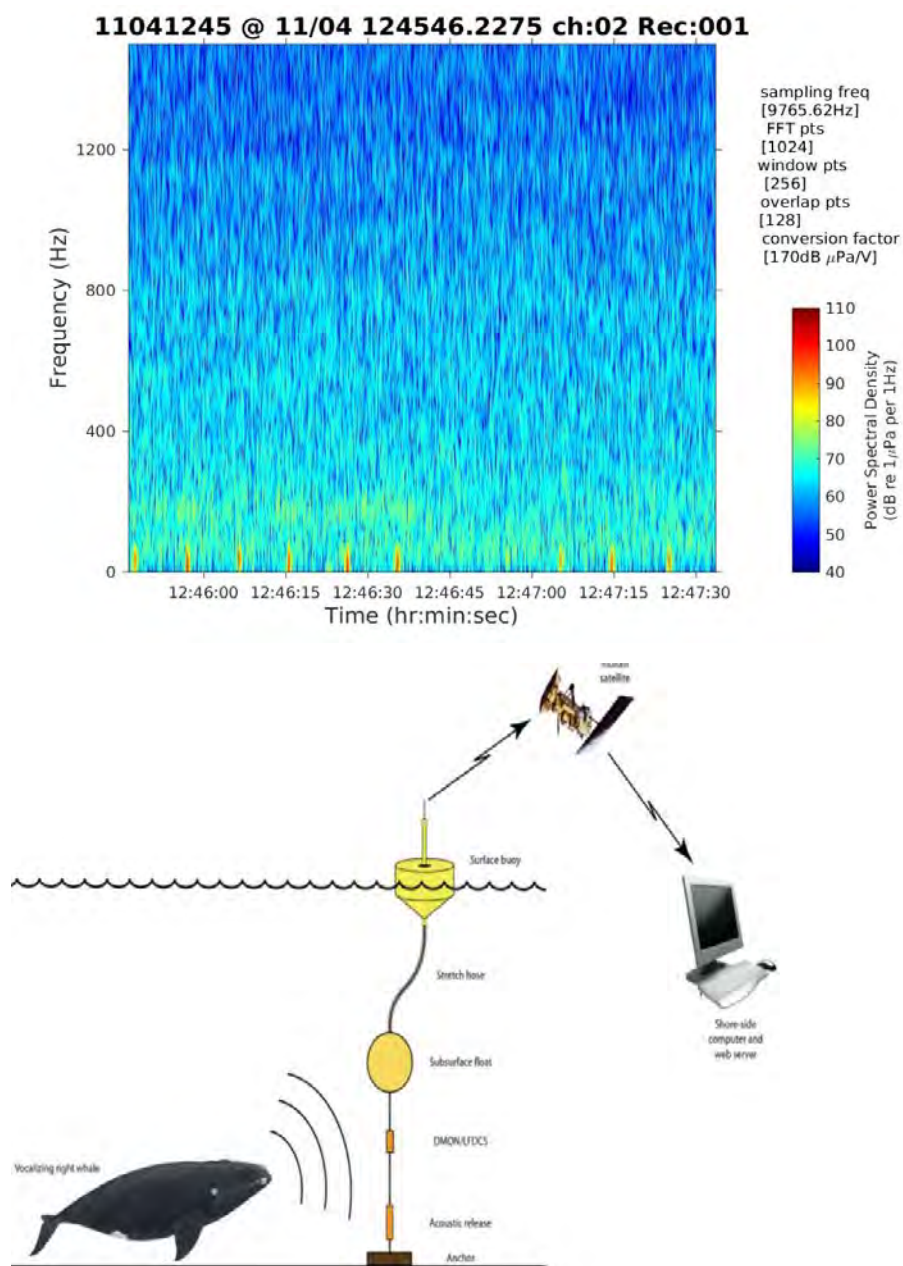 11041245 @ 11/04 124546.2275 ch:02 Rec:001
sampling freq
[9765.62Hz]
FFT pts
[1024]
window pts
[256]
overlap pts
[128]
conversion factor
[170dB μPa/V]
Frequency (Hz)
1200
800
400
0
12:46:00 12:46:15 12:46:30 12:46:45 12:47:00 12:47:15 12:47:30
Time (hr:min:sec)
110
100
90
80
70
60
50
40
Power Spectral Density
(dB re 1μPa per 1Hz)
satellite
Surface buoy
Stretch hose
Shore-side
computer and
web server
Subsurface float
DMON/LFDCS
Vocalizing right whale
Acoustic release
Anchor